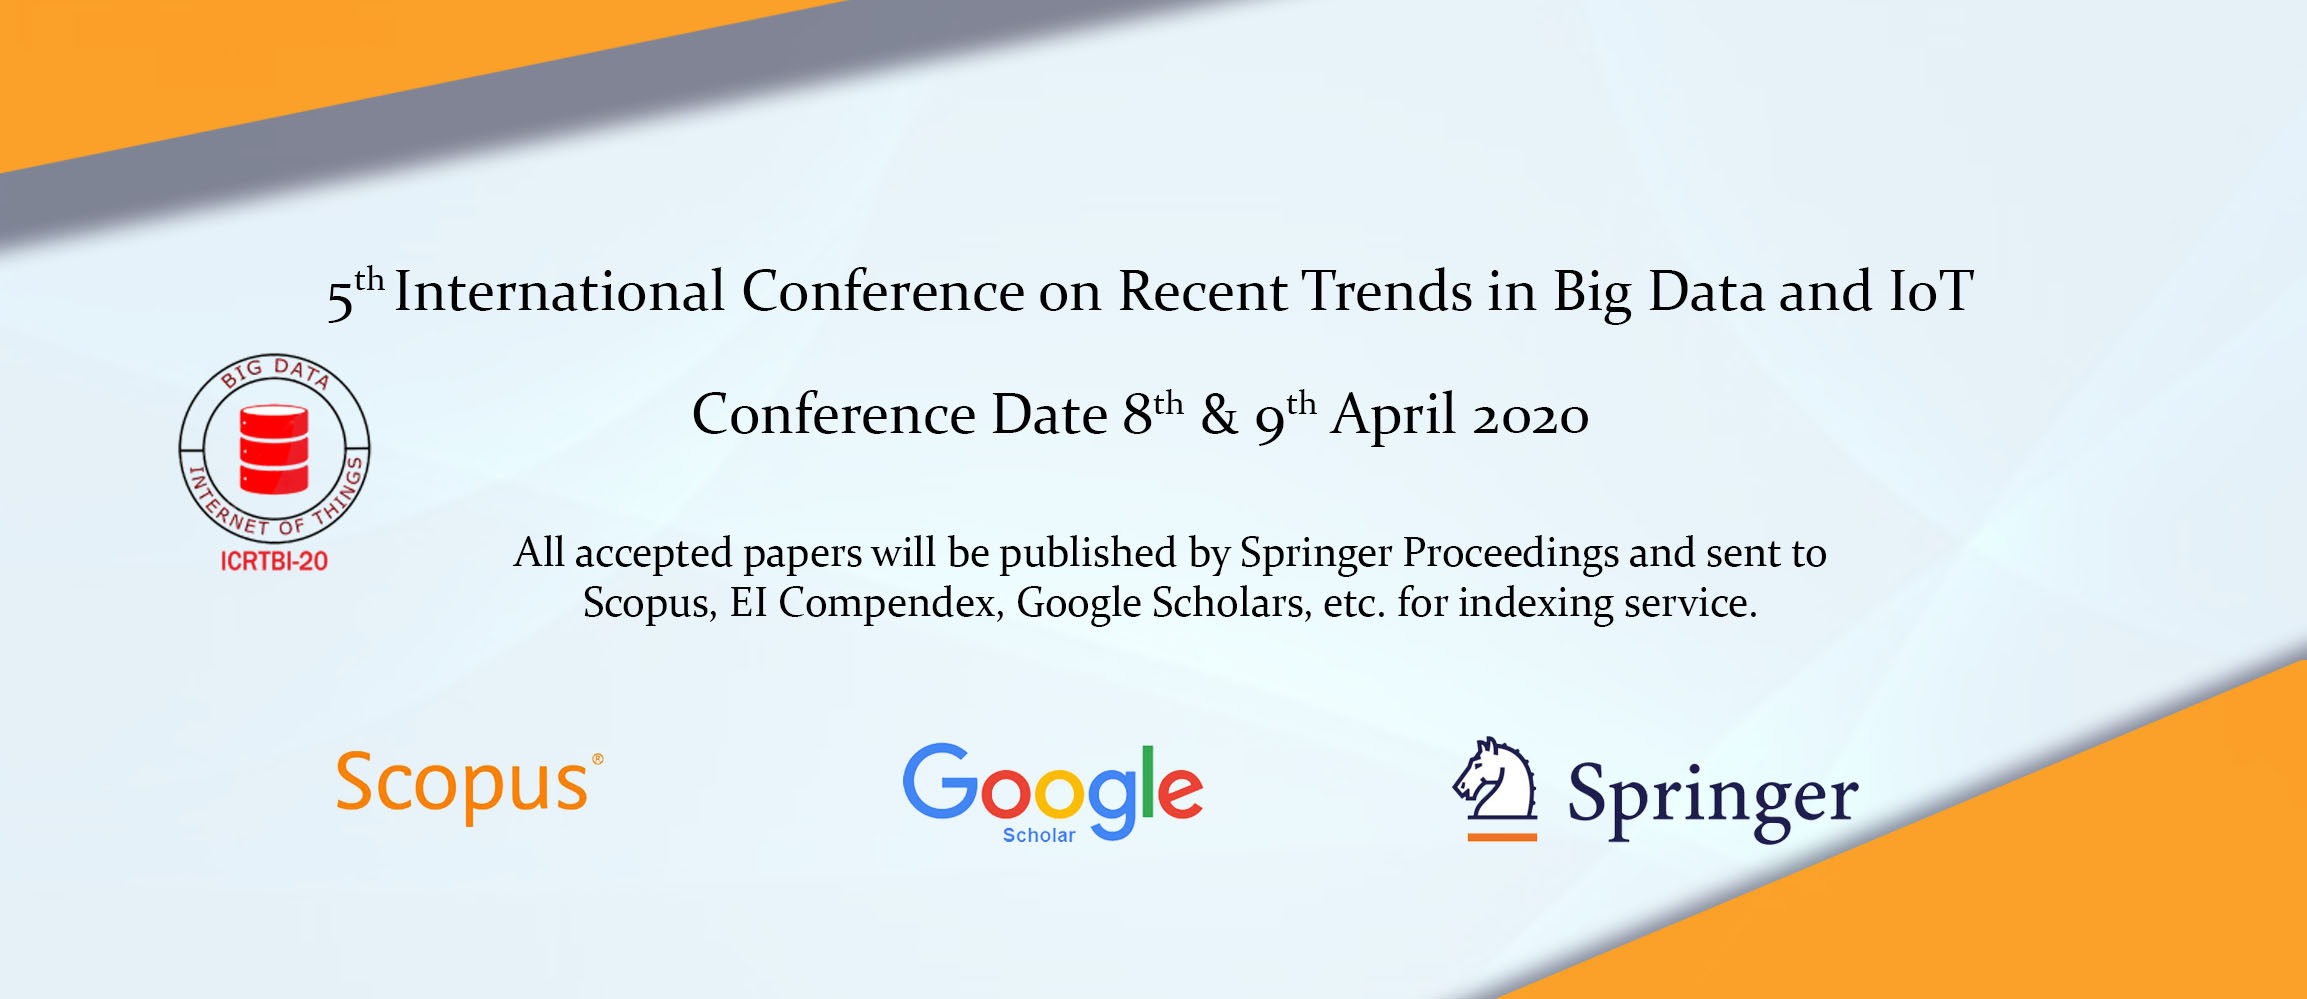 5th International Conference on Recent Trends in Big Data and IoT
Conference Date 8th & 9th April 2020
BIG DATA
INTERNET OF THINGS
ICRTBI-20
All accepted papers will be published by Springer Proceedings and sent to
Scopus, EI Compendex, Google Scholars, etc. for indexing service.
Scopus®
Google
Scholar
Springer